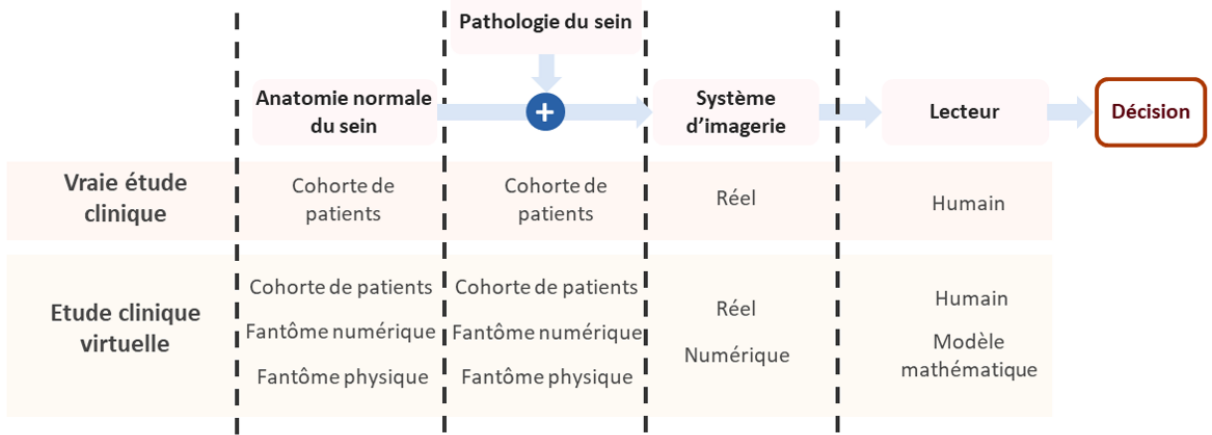 Pathologie du sein
Anatomie normale
du sein
+
Système
d'imagerie
Lecteur
Décision
Vraie étude
clinique
Cohorte de
patients
Cohorte de
patients
Réel
Humain
Etude clinique
virtuelle
Cohorte de patients
Fantôme numérique
Fantôme physique
Cohorte de patients
Fantôme numérique
Fantôme physique
Réel
Numérique
Humain
Modèle
mathématique